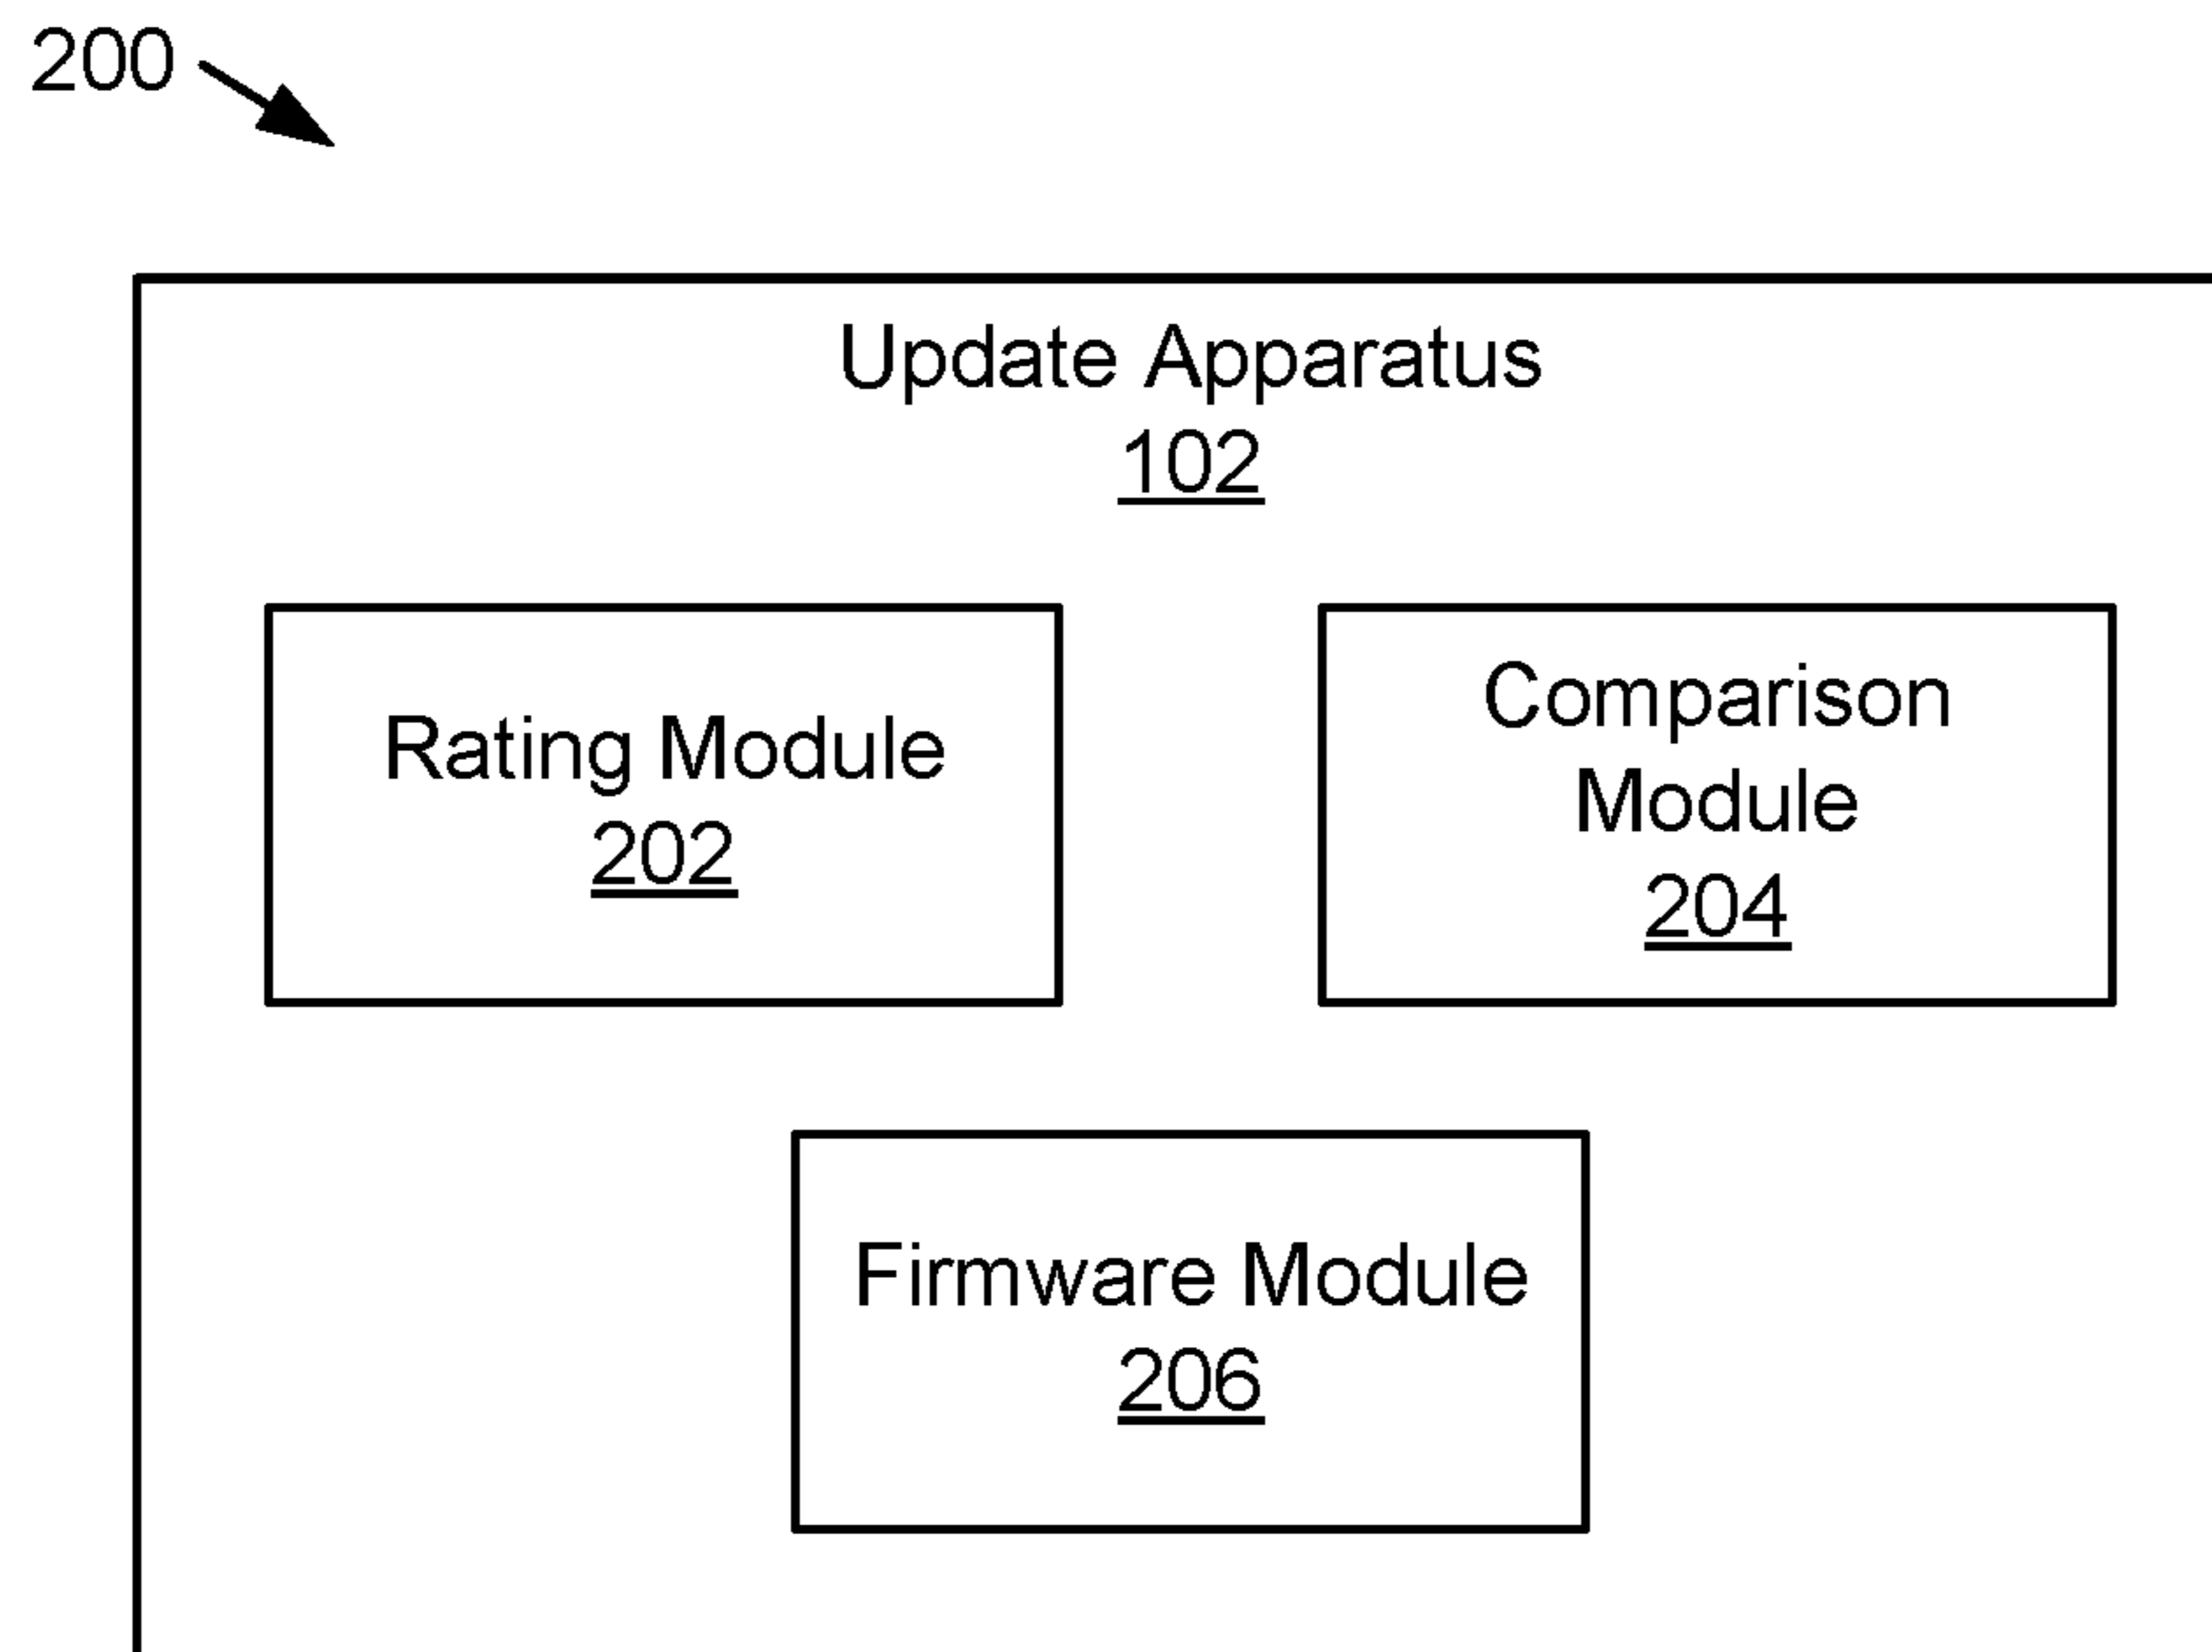 200
Update Apparatus
102
Rating Module
202
Comparison
Module
204
Firmware Module
206